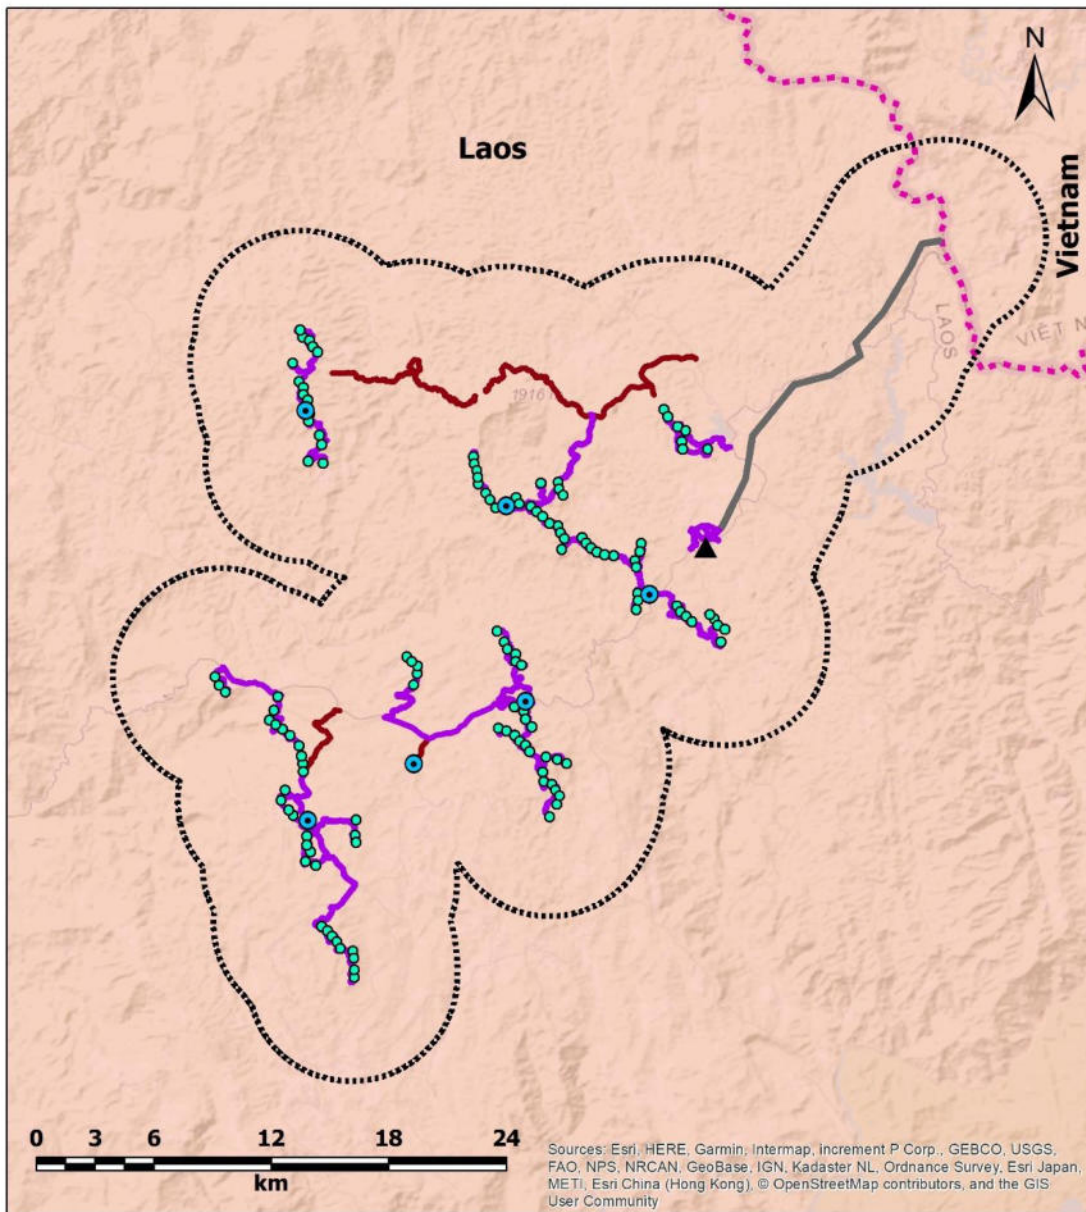 N
Laos
Vietnam
LAOS
VIỆT N
0 3 6 12 18 24
km
Sources: Esri, HERE, Garmin, Intermap, increment P Corp., GEBCO, USGS,
FAO, NPS, NRCAN, GeoBase, IGN, Kadaster NL, Ordnance Survey, Esri Japan,
METI, Esri China (Hong Kong), © OpenStreetMap contributors, and the GIS
User Community